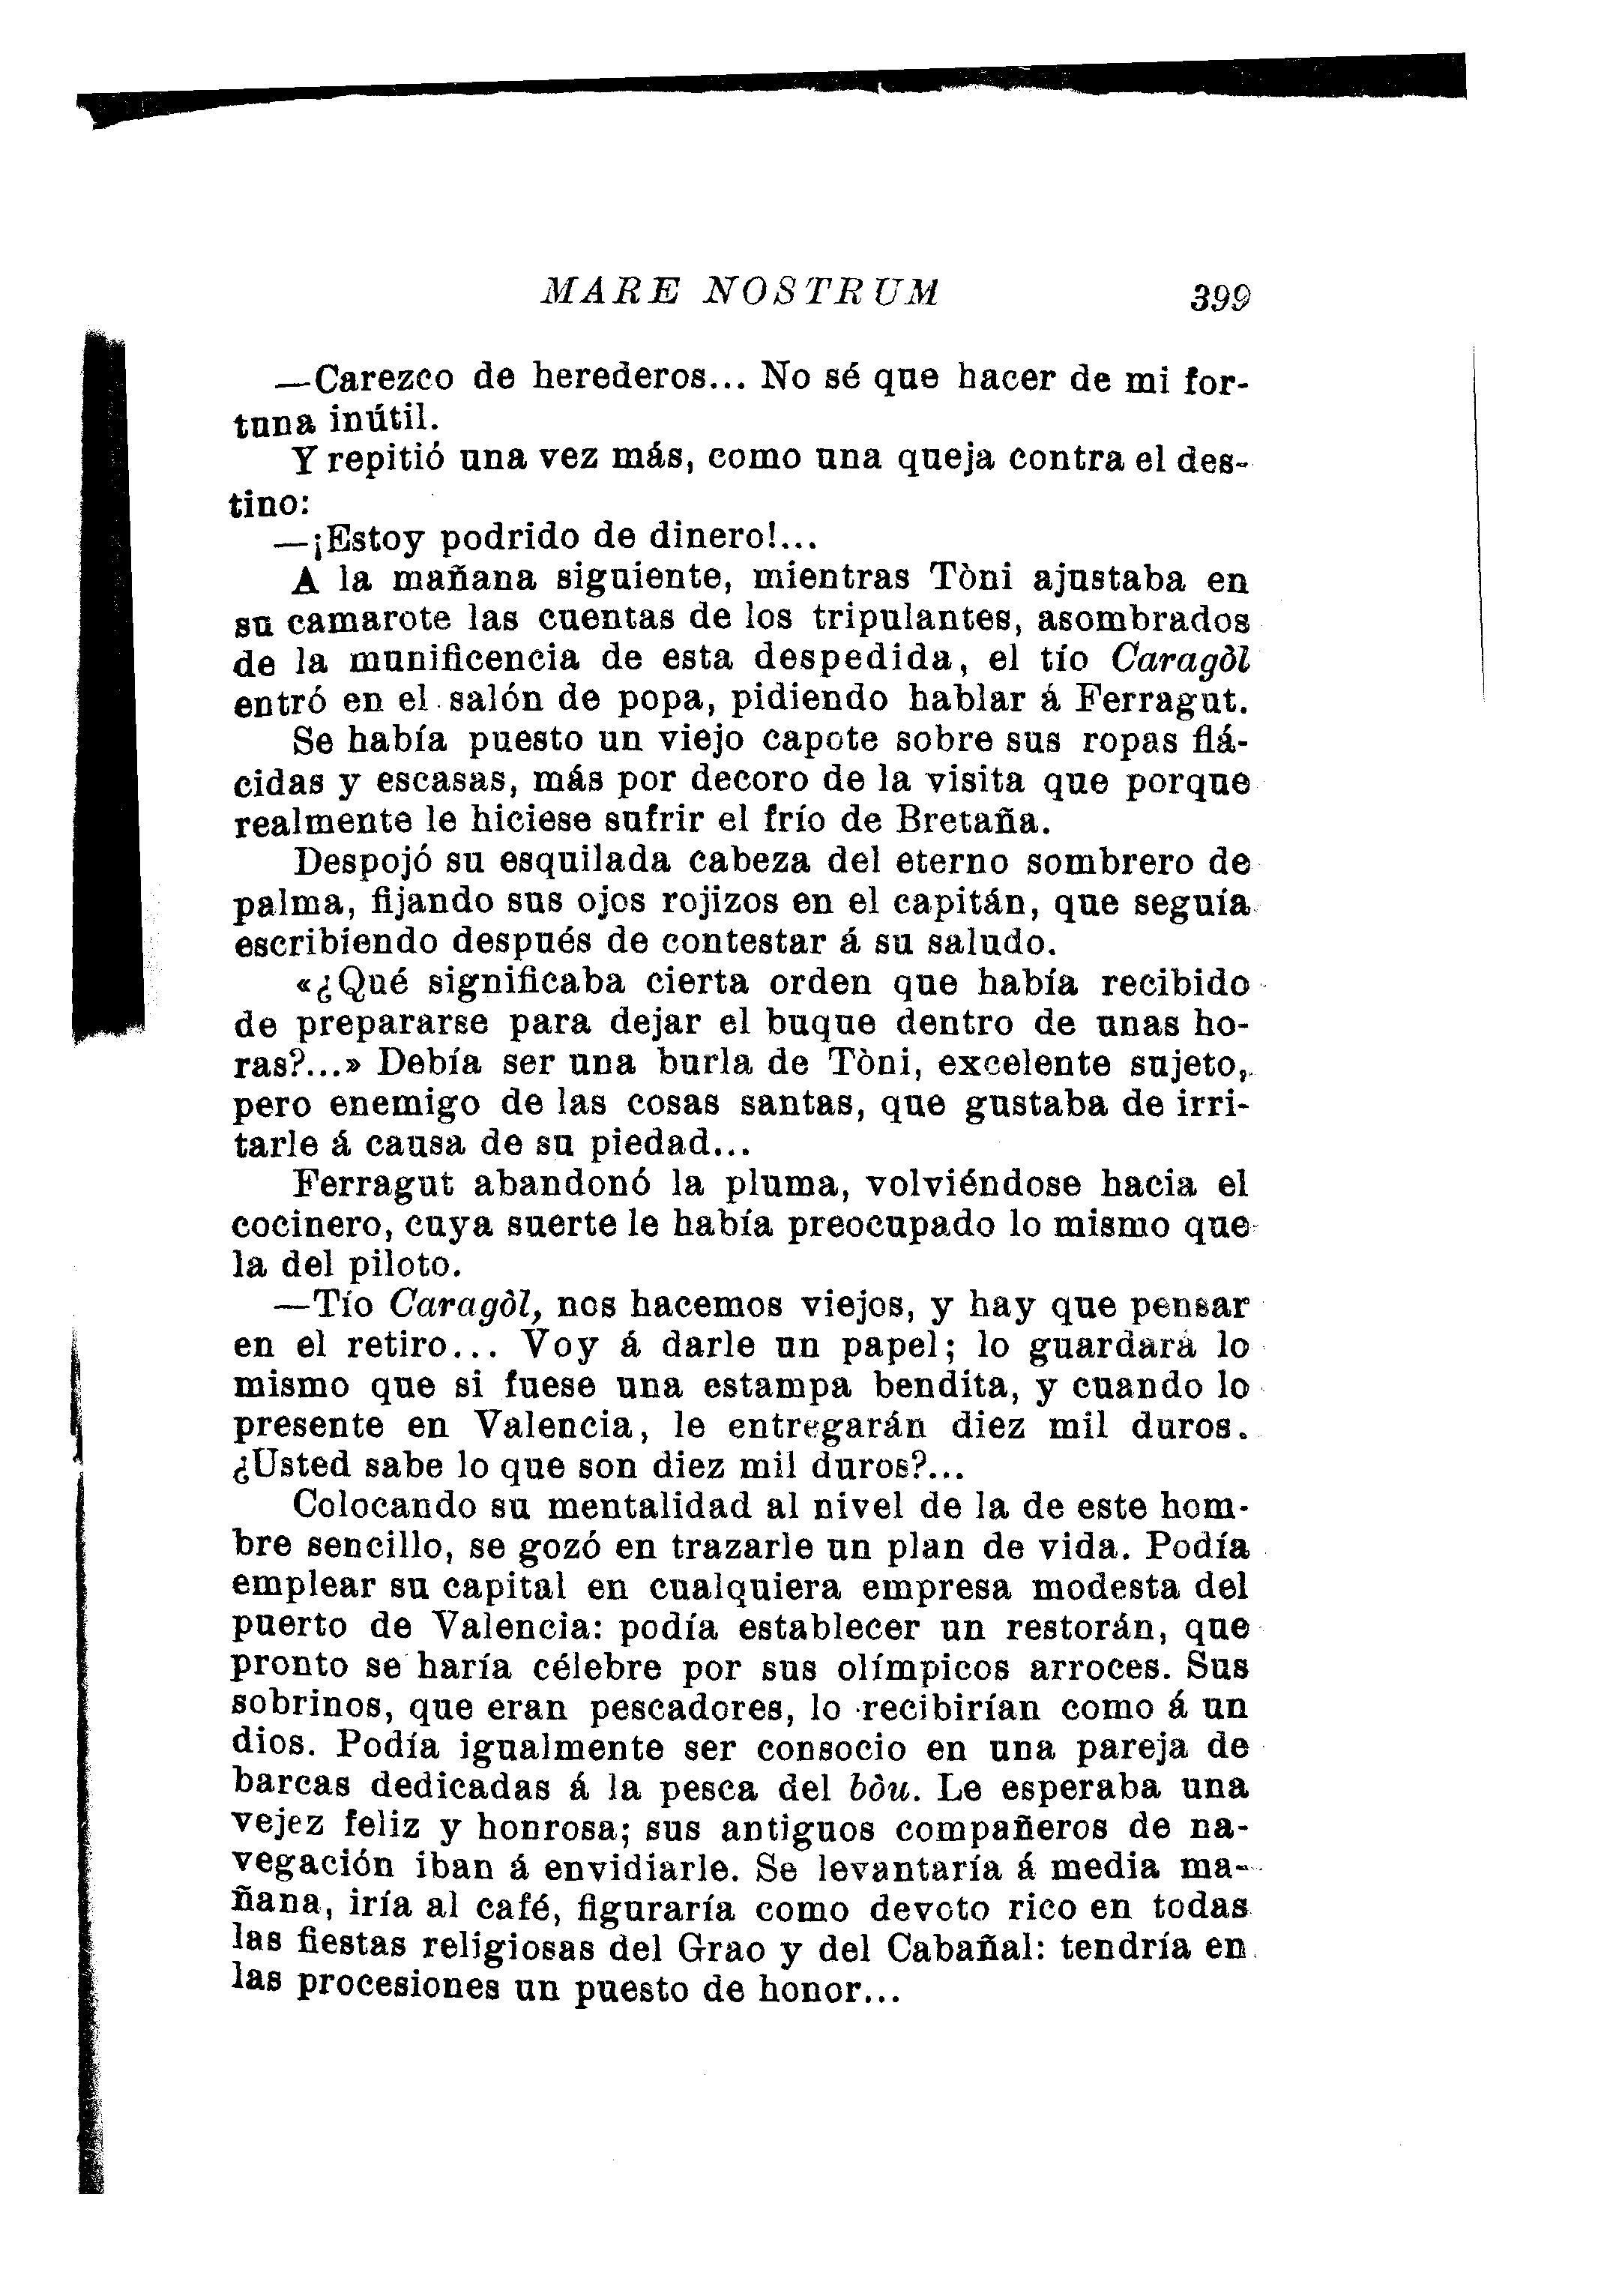 MARE NOSTRUM 399
—Carezco de herederos... No sé que hacer de mi for-
tuna inútil.
Y repitió una vez más, como una queja contra el des-
tino:
—¡Estoy podrido de dinero!...
A la mañana siguiente, mientras Tòni ajustaba en
su camarote las cuentas de los tripulantes, asombrados
de la munificencia de esta despedida, el tío Caragòl
entró en el salón de popa, pidiendo hablar á Ferragut.
Se había puesto un viejo capote sobre sus ropas flá-
cidas y escasas, más por decoro de la visita que porque
realmente le hiciese sufrir el frío de Bretaña.
Despojó su esquilada cabeza del eterno sombrero de
palma, fijando sus ojos rojizos en el capitán, que seguía
escribiendo después de contestar á su saludo.
«¿Qué significaba cierta orden que había recibido
de prepararse para dejar el buque dentro de unas ho-
ras?...» Debía ser una burla de Tòni, excelente sujeto,
pero enemigo de las cosas santas, que gustaba de irri-
tarle á causa de su piedad...
Ferragut abandonó la pluma, volviéndose hacia el
cocinero, cuya suerte le había preocupado lo mismo que
la del piloto.
—Tío Caragòl, nos hacemos viejos, y hay que pensar
en el retiro... Voy á darle un papel; lo guardará lo
mismo que si fuese una estampa bendita, y cuando lo
presente en Valencia, le entregarán diez mil duros.
¿Usted sabe lo que son diez mil duros?...
Colocando su mentalidad al nivel de la de este hom-
bre sencillo, se gozó en trazarle un plan de vida. Podía
emplear su capital en cualquiera empresa modesta del
puerto de Valencia: podía establecer un restorán, que
pronto se haría célebre por sus olímpicos arroces. Sus
sobrinos, que eran pescadores, lo recibirían como á un
dios. Podía igualmente ser consocio en una pareja de
barcas dedicadas á la pesca del bòu. Le esperaba una
vejez feliz y honrosa; sus antiguos compañeros de na-
vegación iban á envidiarle. Se levantaría á media ma-
ñana, iría al café, figuraría como devoto rico en todas
las fiestas religiosas del Grao y del Cabañal: tendría en
las procesiones un puesto de honor...